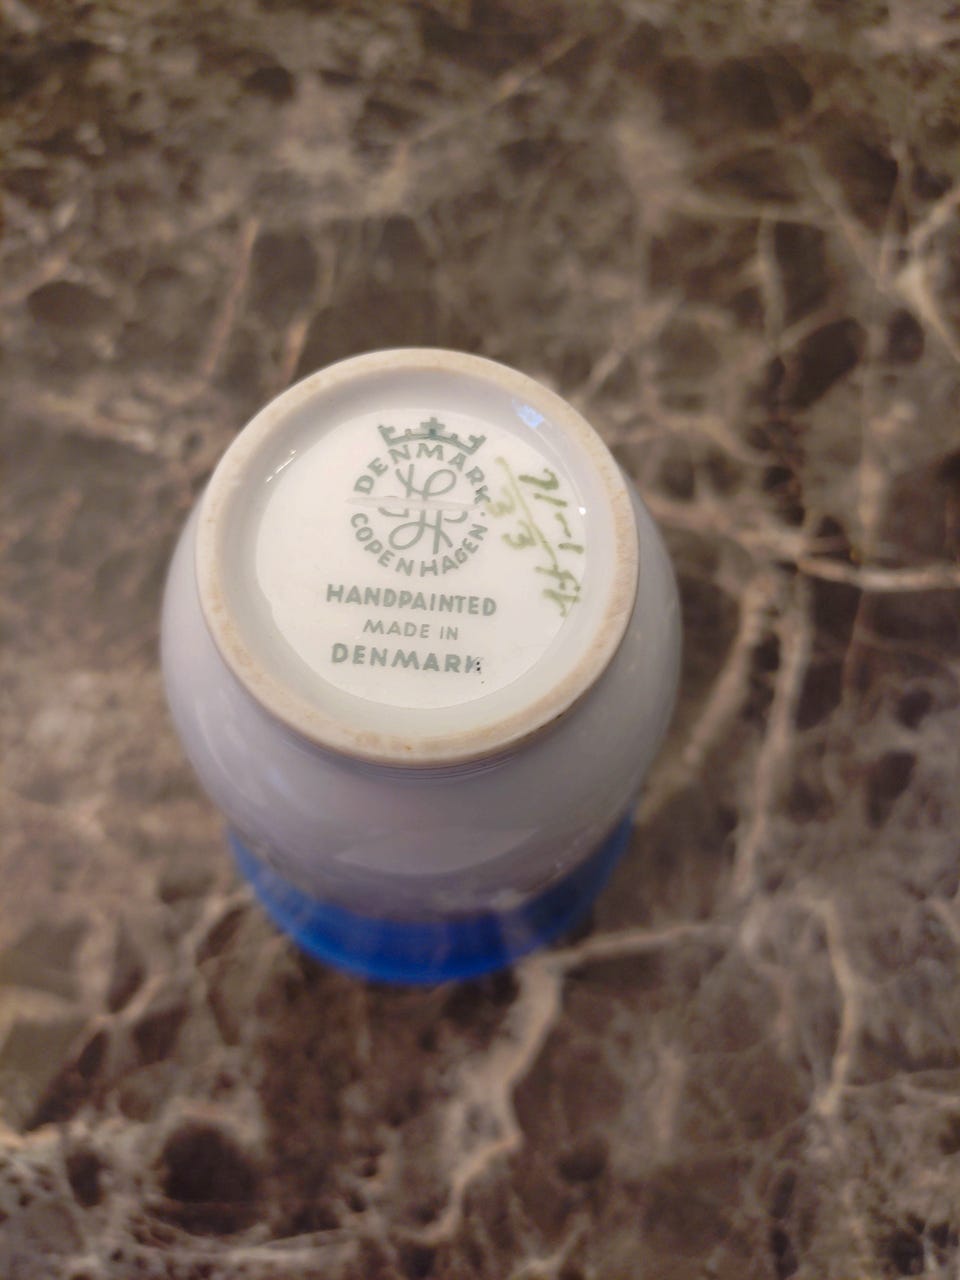 DENMARK.
COPENHAGEN.
HANDPAINTED
MADE IN
DENMARK